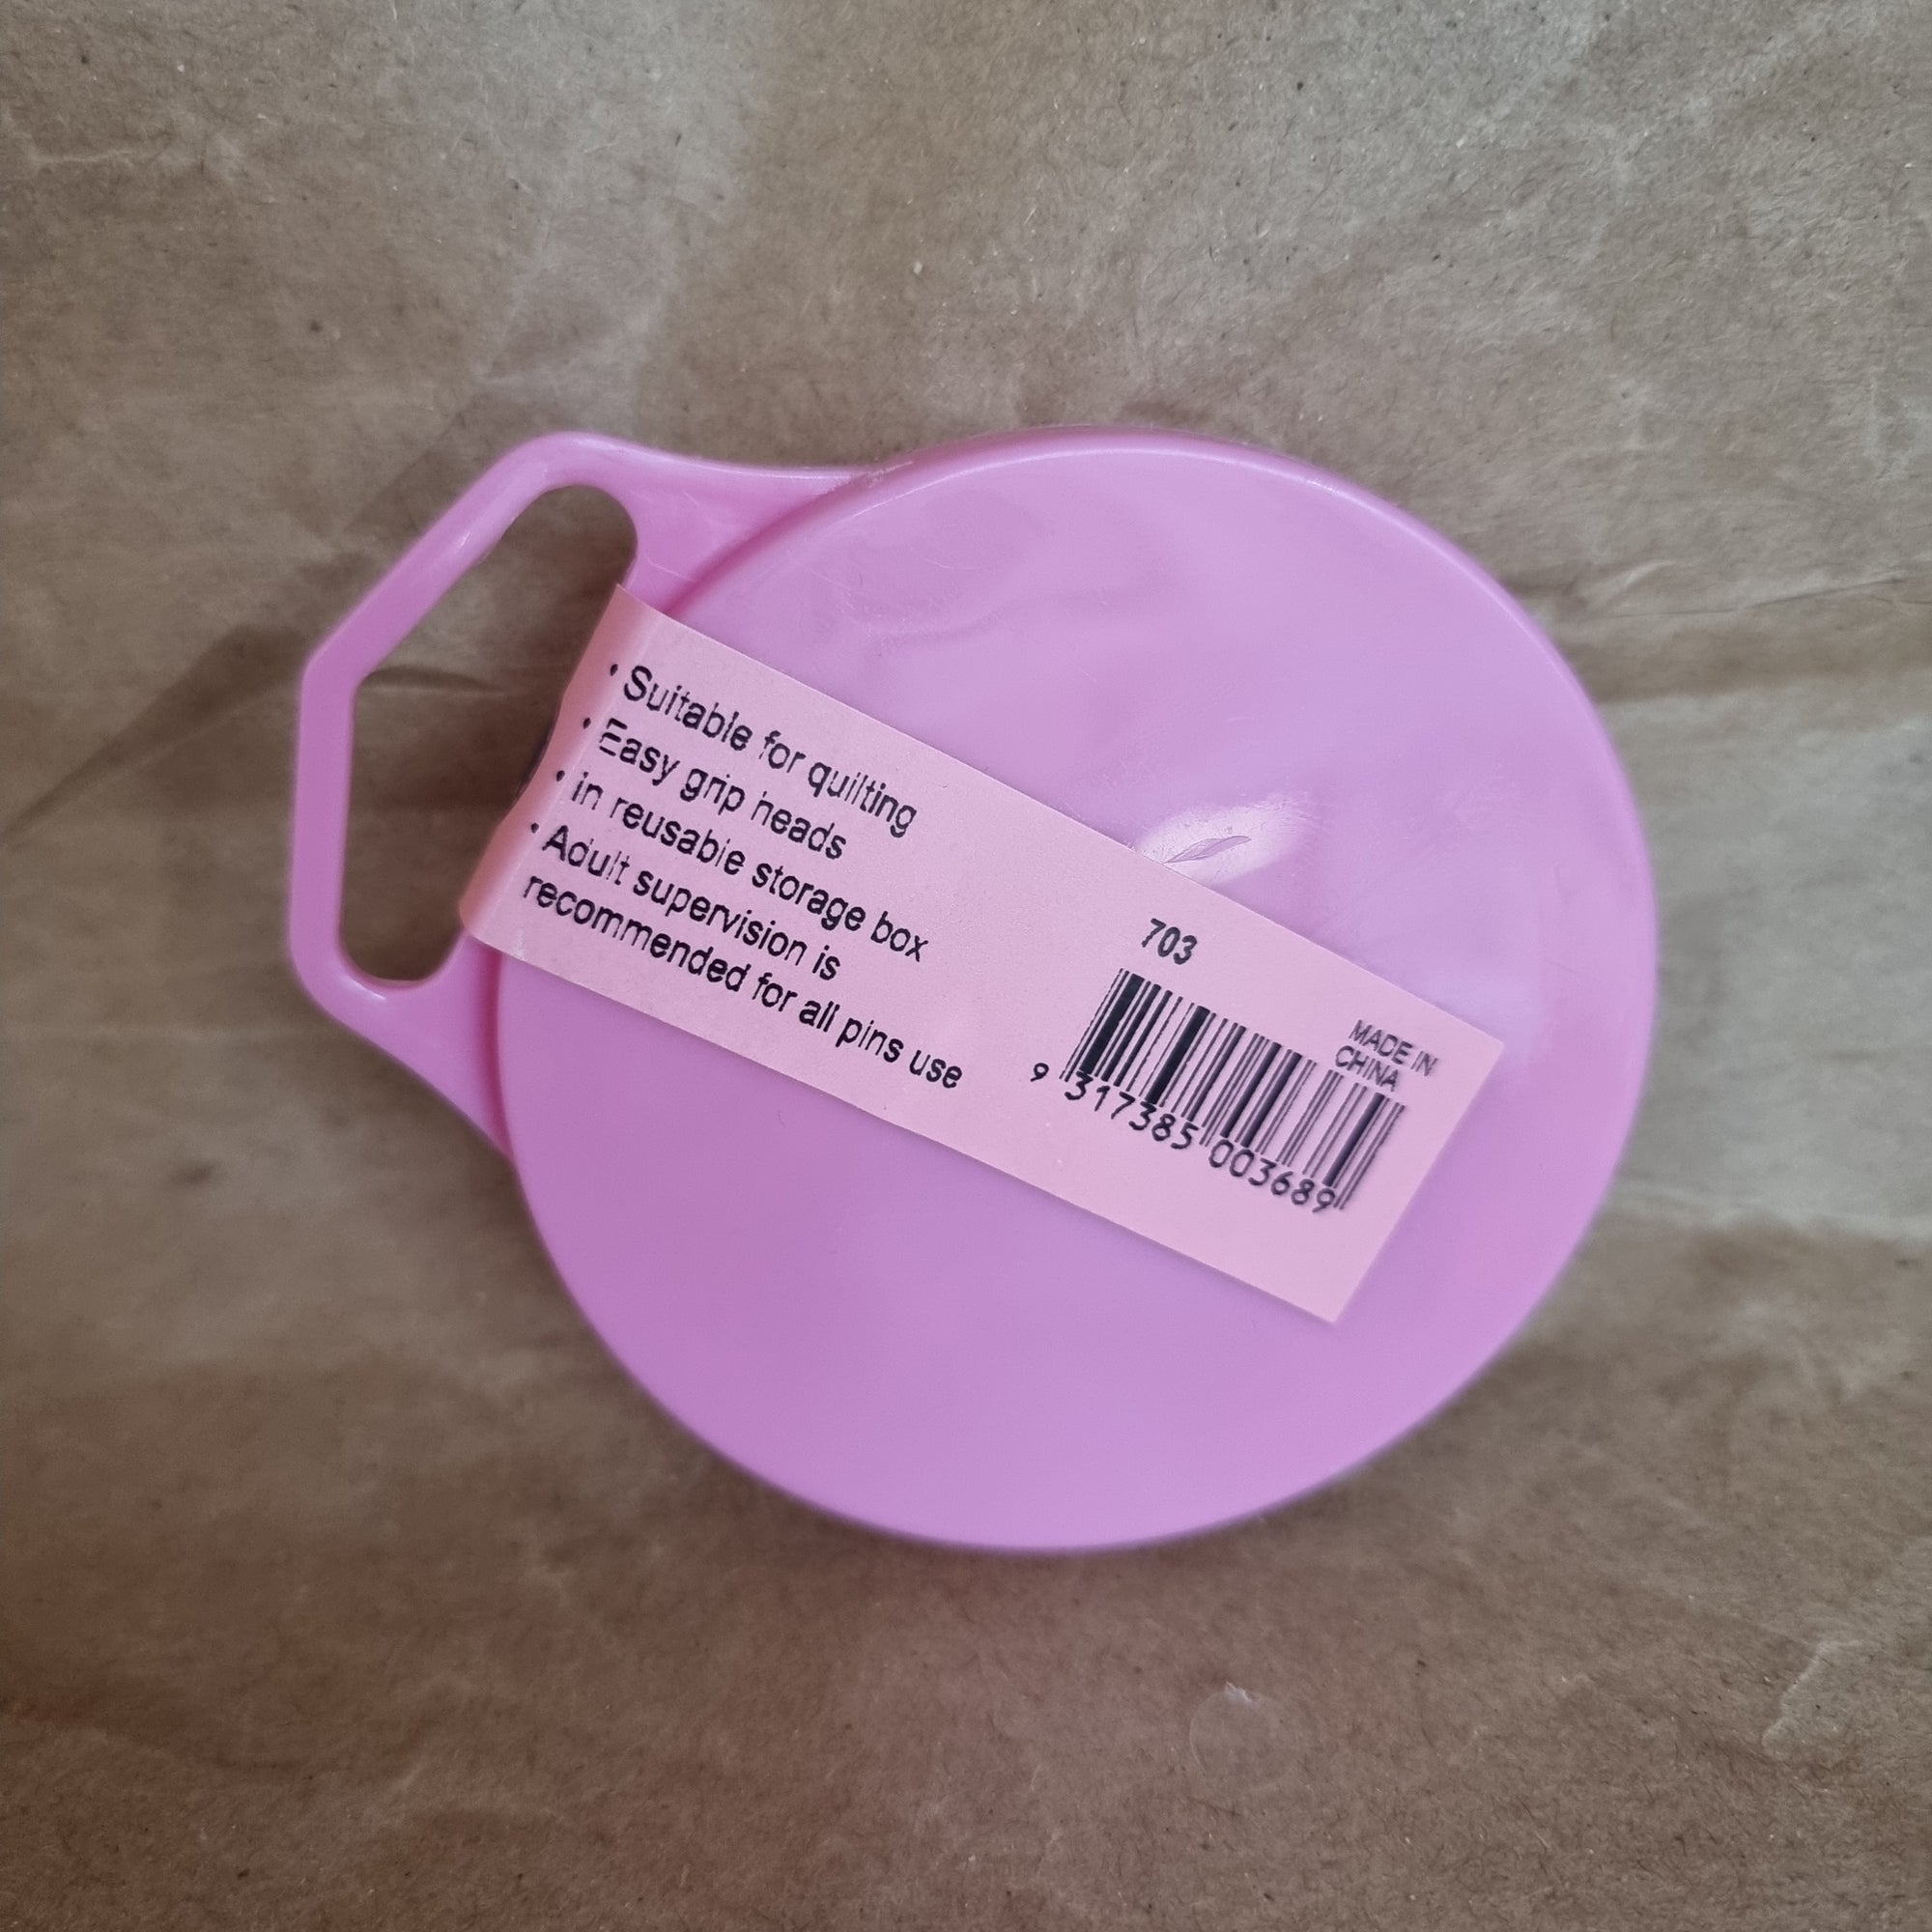 • Suitable for quilting
• Easy grip heads
• in reusable storage box
• Adult supervision is
recommended for all pins use
703
MADE IN
CHINA
9 317385 003689